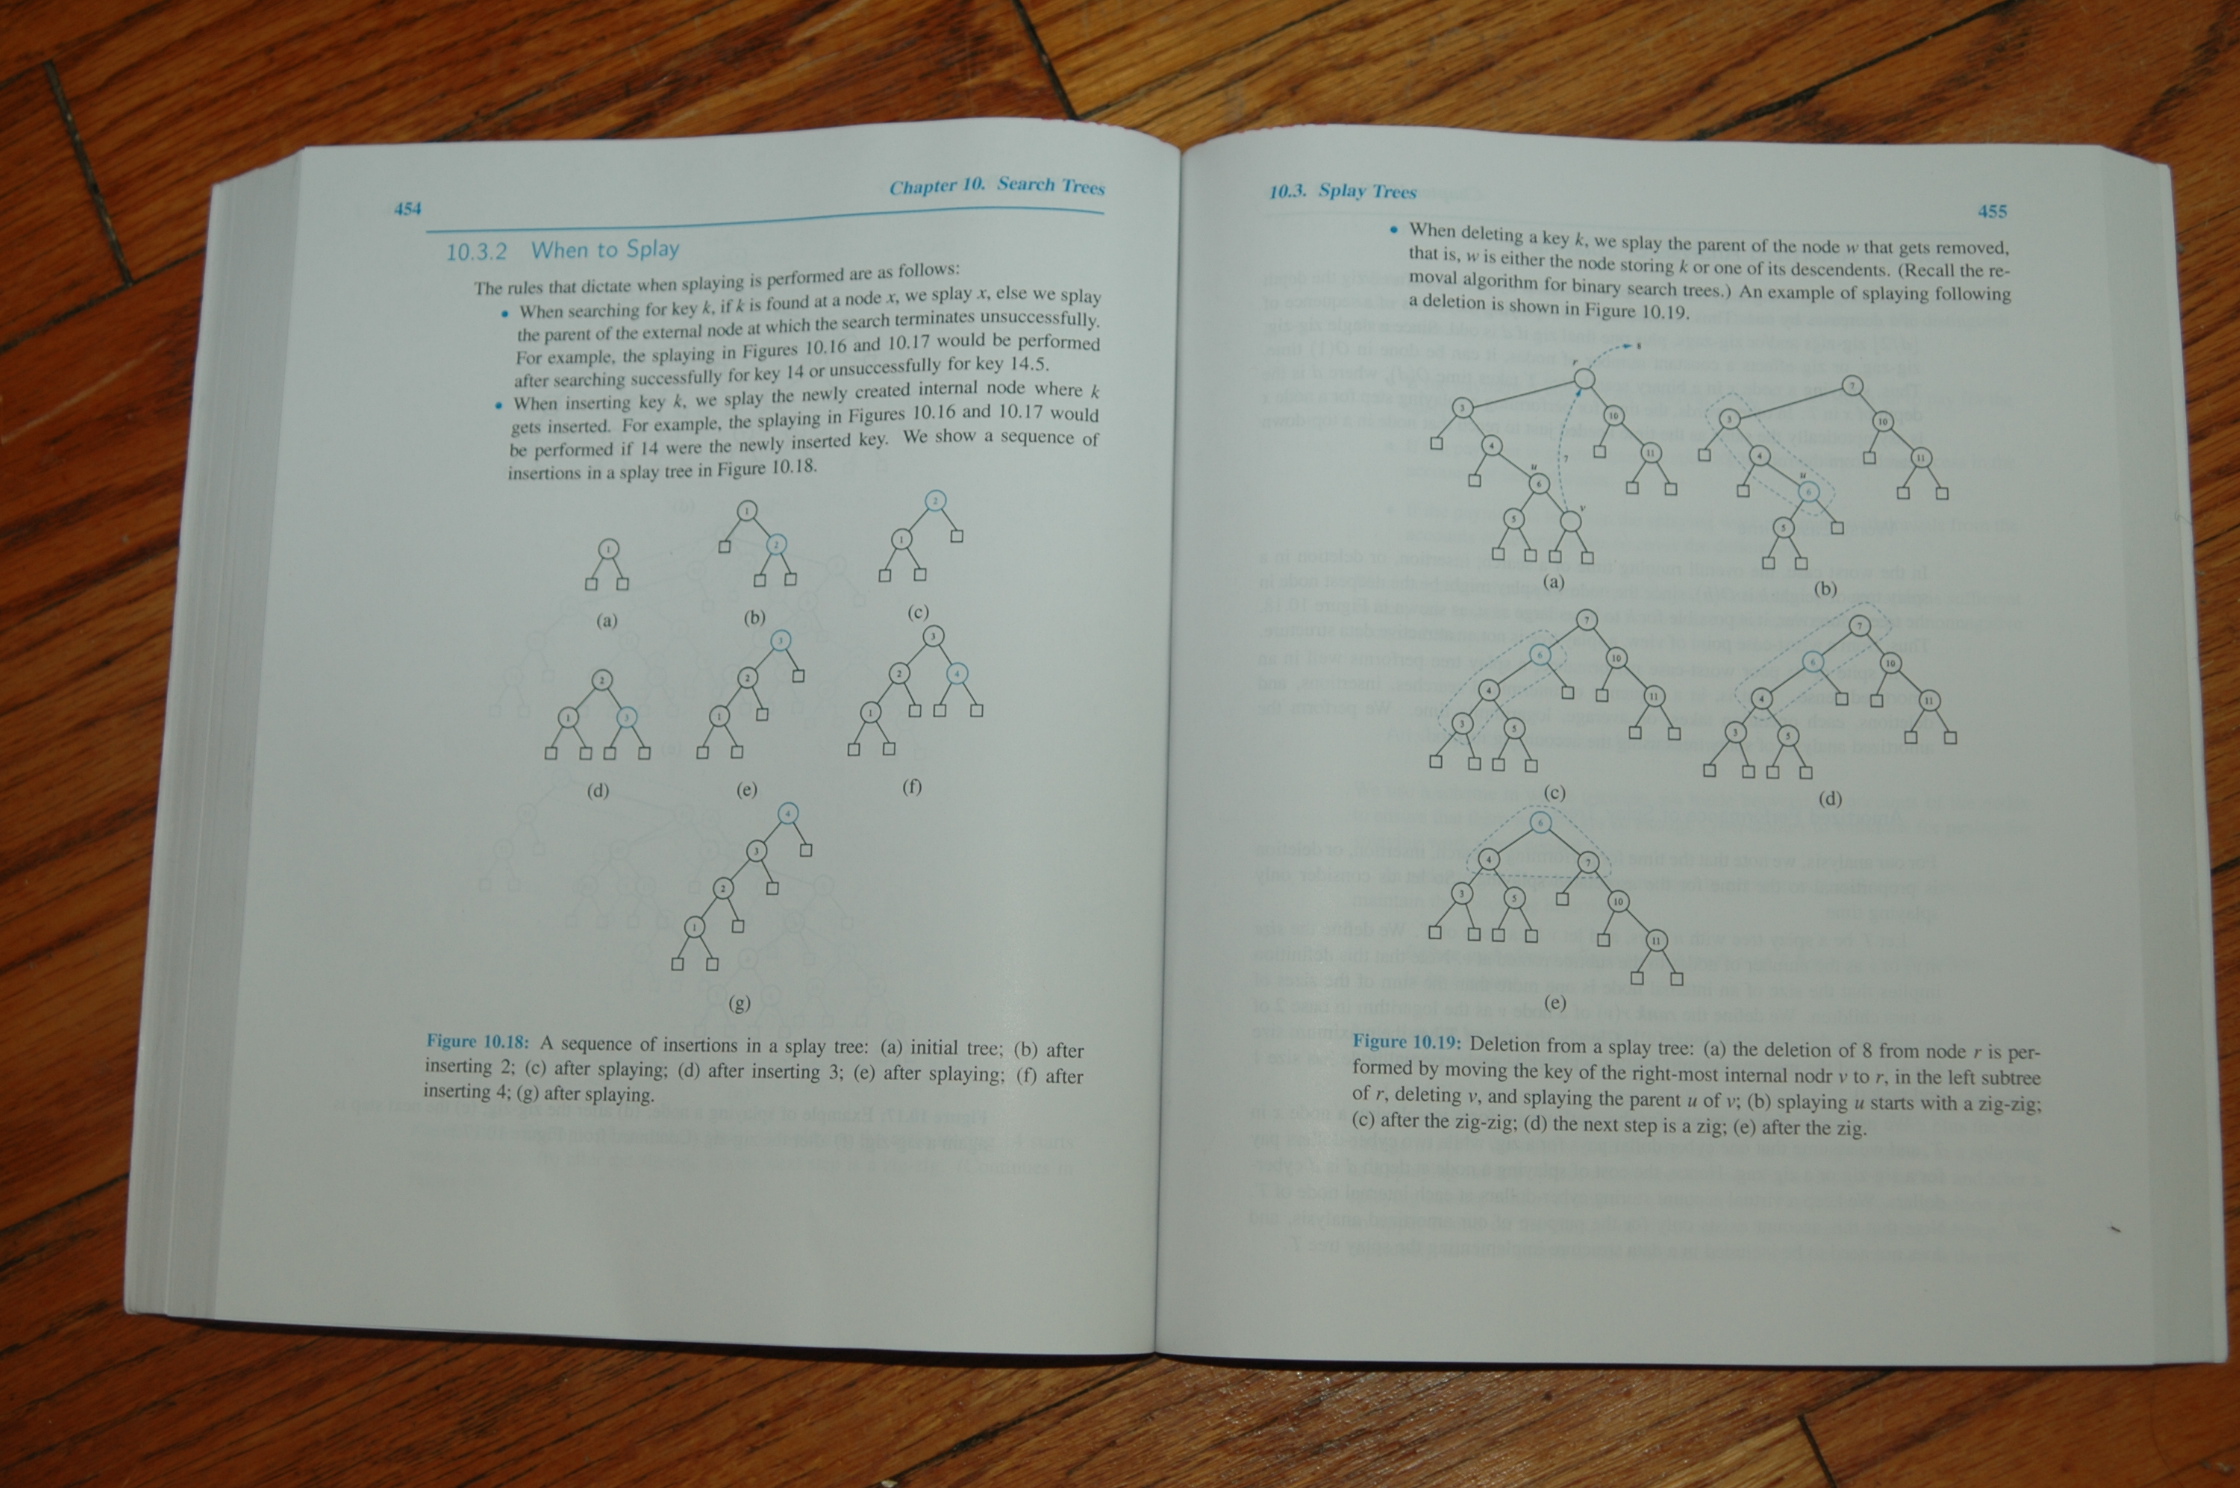 454
Chapter 10. Search Trees
10.3.2 When to Splay
The rules that dictate when splaying is performed are as follows:
• When searching for key k, if k is found at a node x, we splay x, else we splay
the parent of the external node at which the search terminates unsuccessfully.
For example, the splaying in Figures 10.16 and 10.17 would be performed
after searching successfully for key 14 or unsuccessfully for key 14.5.
• When inserting key k, we splay the newly created internal node where k
gets inserted. For example, the splaying in Figures 10.16 and 10.17 would
be performed if 14 were the newly inserted key. We show a sequence of
insertions in a splay tree in Figure 10.18.
1
1
2
2
1
(a)
(b)
(c)
2
1
3
3
2
1
3
2
4
1
(d)
(e)
(f)
4
3
2
1
(g)
Figure 10.18: A sequence of insertions in a splay tree: (a) initial tree; (b) after
inserting 2; (c) after splaying; (d) after inserting 3; (e) after splaying; (f) after
inserting 4; (g) after splaying.
10.3. Splay Trees
455
• When deleting a key k, we splay the parent of the node w that gets removed,
that is, w is either the node storing k or one of its descendents. (Recall the re-
moval algorithm for binary search trees.) An example of splaying following
a deletion is shown in Figure 10.19.
8
r
3
10
4
11
7
u
6
v
5
(a)
7
3
10
4
11
u
6
5
(b)
7
6
10
4
11
3
5
(c)
7
6
10
4
11
3
5
(d)
6
4
7
3
5
10
11
(e)
Figure 10.19: Deletion from a splay tree: (a) the deletion of 8 from node r is per-
formed by moving the key of the right-most internal nodr v to r, in the left subtree
of r, deleting v, and splaying the parent u of v; (b) splaying u starts with a zig-zig;
(c) after the zig-zig; (d) the next step is a zig; (e) after the zig.